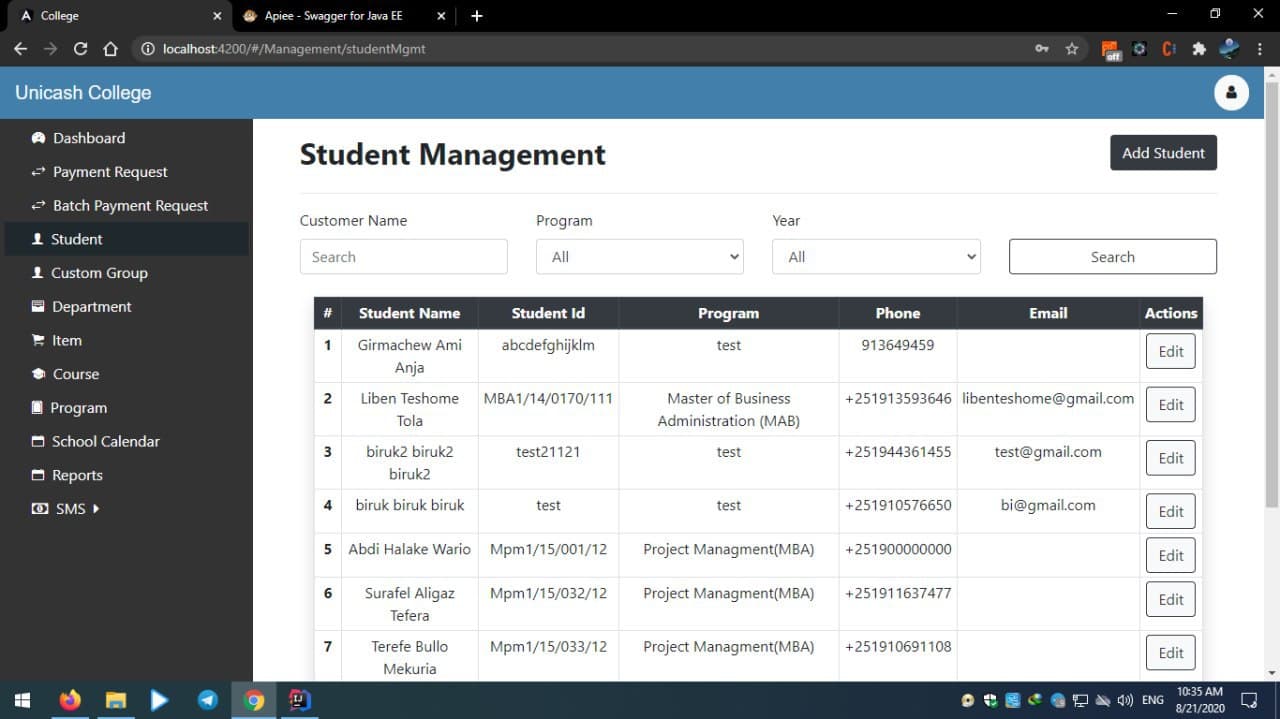 College
Apiee - Swagger for Java EE
localhost:4200/#/Management/studentMgmt
off
Unicash College
Dashboard
Payment Request
Batch Payment Request
Student
Custom Group
Department
Item
Course
Program
School Calendar
Reports
SMS
Student Management
Add Student
Customer Name Program Year
Search All All Search
# Student Name Student Id Program Phone Email Actions
1 Girmachew Ami abcdefghijklm test 913649459 Edit
Anja
2 Liben Teshome MBA1/14/0170/111 Master of Business +251913593646 libenteshome@gmail.com Edit
Tola Administration (MAB)
3 biruk2 biruk2 test21121 test +251944361455 test@gmail.com Edit
biruk2
4 biruk biruk biruk test test +251910576650 bi@gmail.com Edit
5 Abdi Halake Wario Mpm1/15/001/12 Project Managment(MBA) +251900000000 Edit
6 Surafel Aligaz Mpm1/15/032/12 Project Managment(MBA) +251911637477 Edit
Tefera
7 Terefe Bullo Mpm1/15/033/12 Project Managment(MBA) +251910691108 Edit
Mekuria
ENG 10:35 AM
8/21/2020